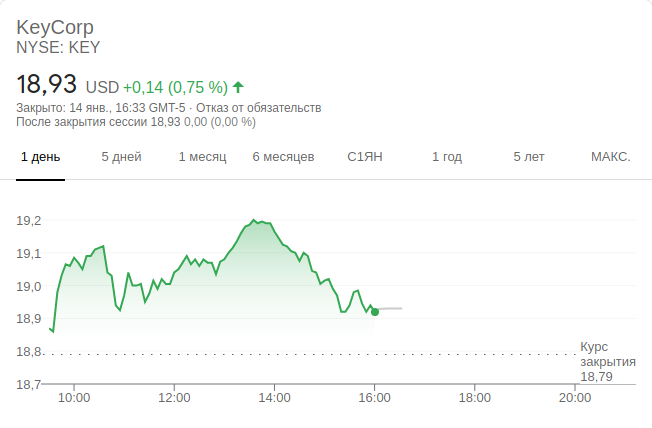 KeyCorp
NYSE: KEY
18,93 USD +0,14 (0,75 %)
Закрыто: 14 янв., 16:33 GMT-5 · Отказ от обязательств
После закрытия сессии 18,93 0,00 (0,00 %)
1 день 5 дней 1 месяц 6 месяцев С1ЯН 1 год 5 лет МАКС.
19,2
19,1
19,0
18,9
18,8
Курс
закрытия
18,79
18,7
10:00 12:00 14:00 16:00 18:00 20:00